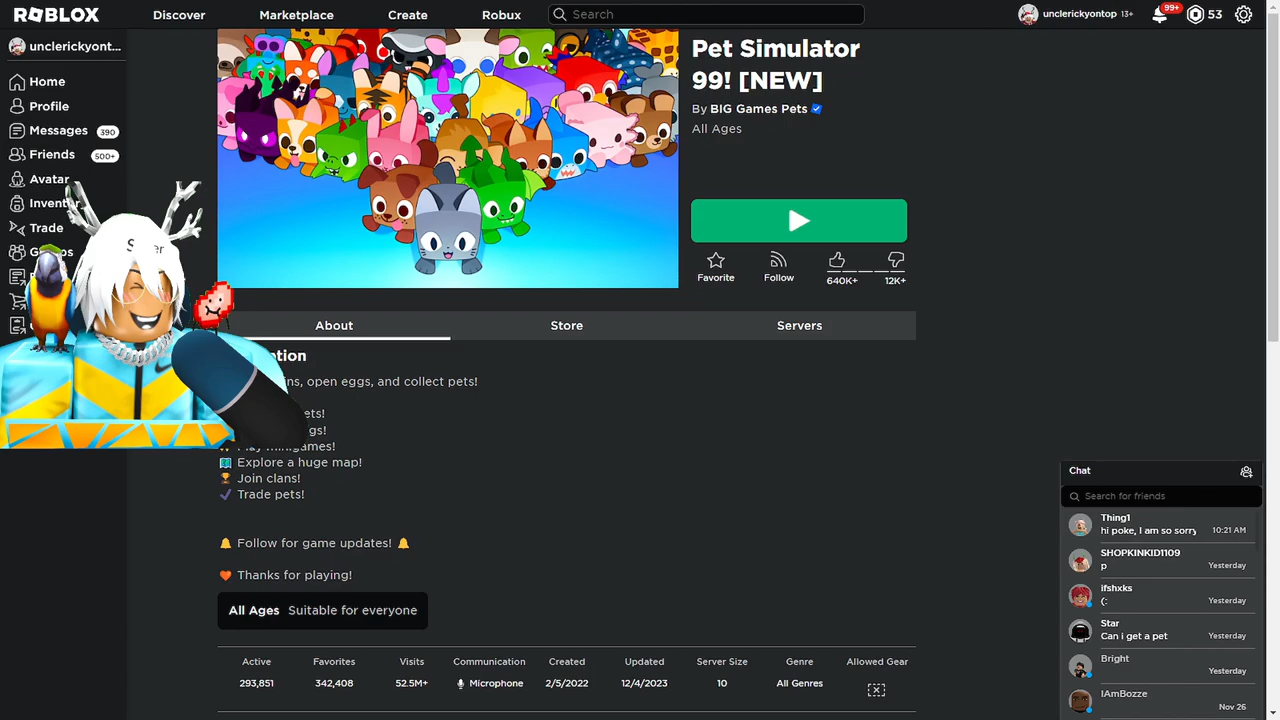 ROBLOX
Discover
Marketplace
Create
Robux
Search
unclerickyontop 13+
99+
53
unclerickyont...
Home
Profile
Messages 390
Friends 500+
Avatar
Trade
Pet Simulator
99! [NEW]
By BIG Games Pets
All Ages
Favorite
Follow
640K+
12K+
About
Store
Servers
open eggs, and collect pets!
Explore a huge map!
Join clans!
Trade pets!
Follow for game updates!
Thanks for playing!
All Ages Suitable for everyone
Active Favorites Visits Communication Created Updated Server Size Genre Allowed Gear
293,851 342,408 52.5M+ Microphone 2/5/2022 12/4/2023 10 All Genres
Chat
Search for friends
Thing1
hi poke, I am so sorry 10:21 AM
SHOPKINKID1109
p Yesterday
ifshxks
(: Yesterday
Star
Can i get a pet Yesterday
Bright
Yesterday
IAmBozze
Nov 26